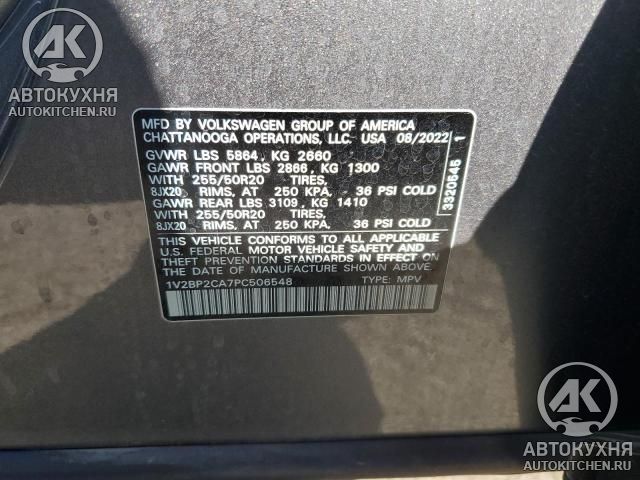 AK
АВТОКУХНЯ
AUTOKITCHEN.RU
MFD BY VOLKSWAGEN GROUP OF AMERICA
CHATTANOOGA OPERATIONS, LLC. USA 08/2022
GVWR LBS 5864, KG 2660
GAWR FRONT LBS 2866, KG 1300
WITH 255/50R20 TIRES,
8JX20 RIMS, AT 250 KPA, 36 PSI COLD
GAWR REAR LBS 3109, KG 1410
WITH 255/50R20 TIRES,
8JX20 RIMS, AT 250 KPA, 36 PSI COLD
THIS VEHICLE CONFORMS TO ALL APPLICABLE
U.S. FEDERAL MOTOR VEHICLE SAFETY AND
THEFT PREVENTION STANDARDS IN EFFECT ON
THE DATE OF MANUFACTURE SHOWN ABOVE.
1V2BP2CA7PC506548 TYPE: MPV
3320545 1
AK
АВТОКУХНЯ
AUTOKITCHEN.RU